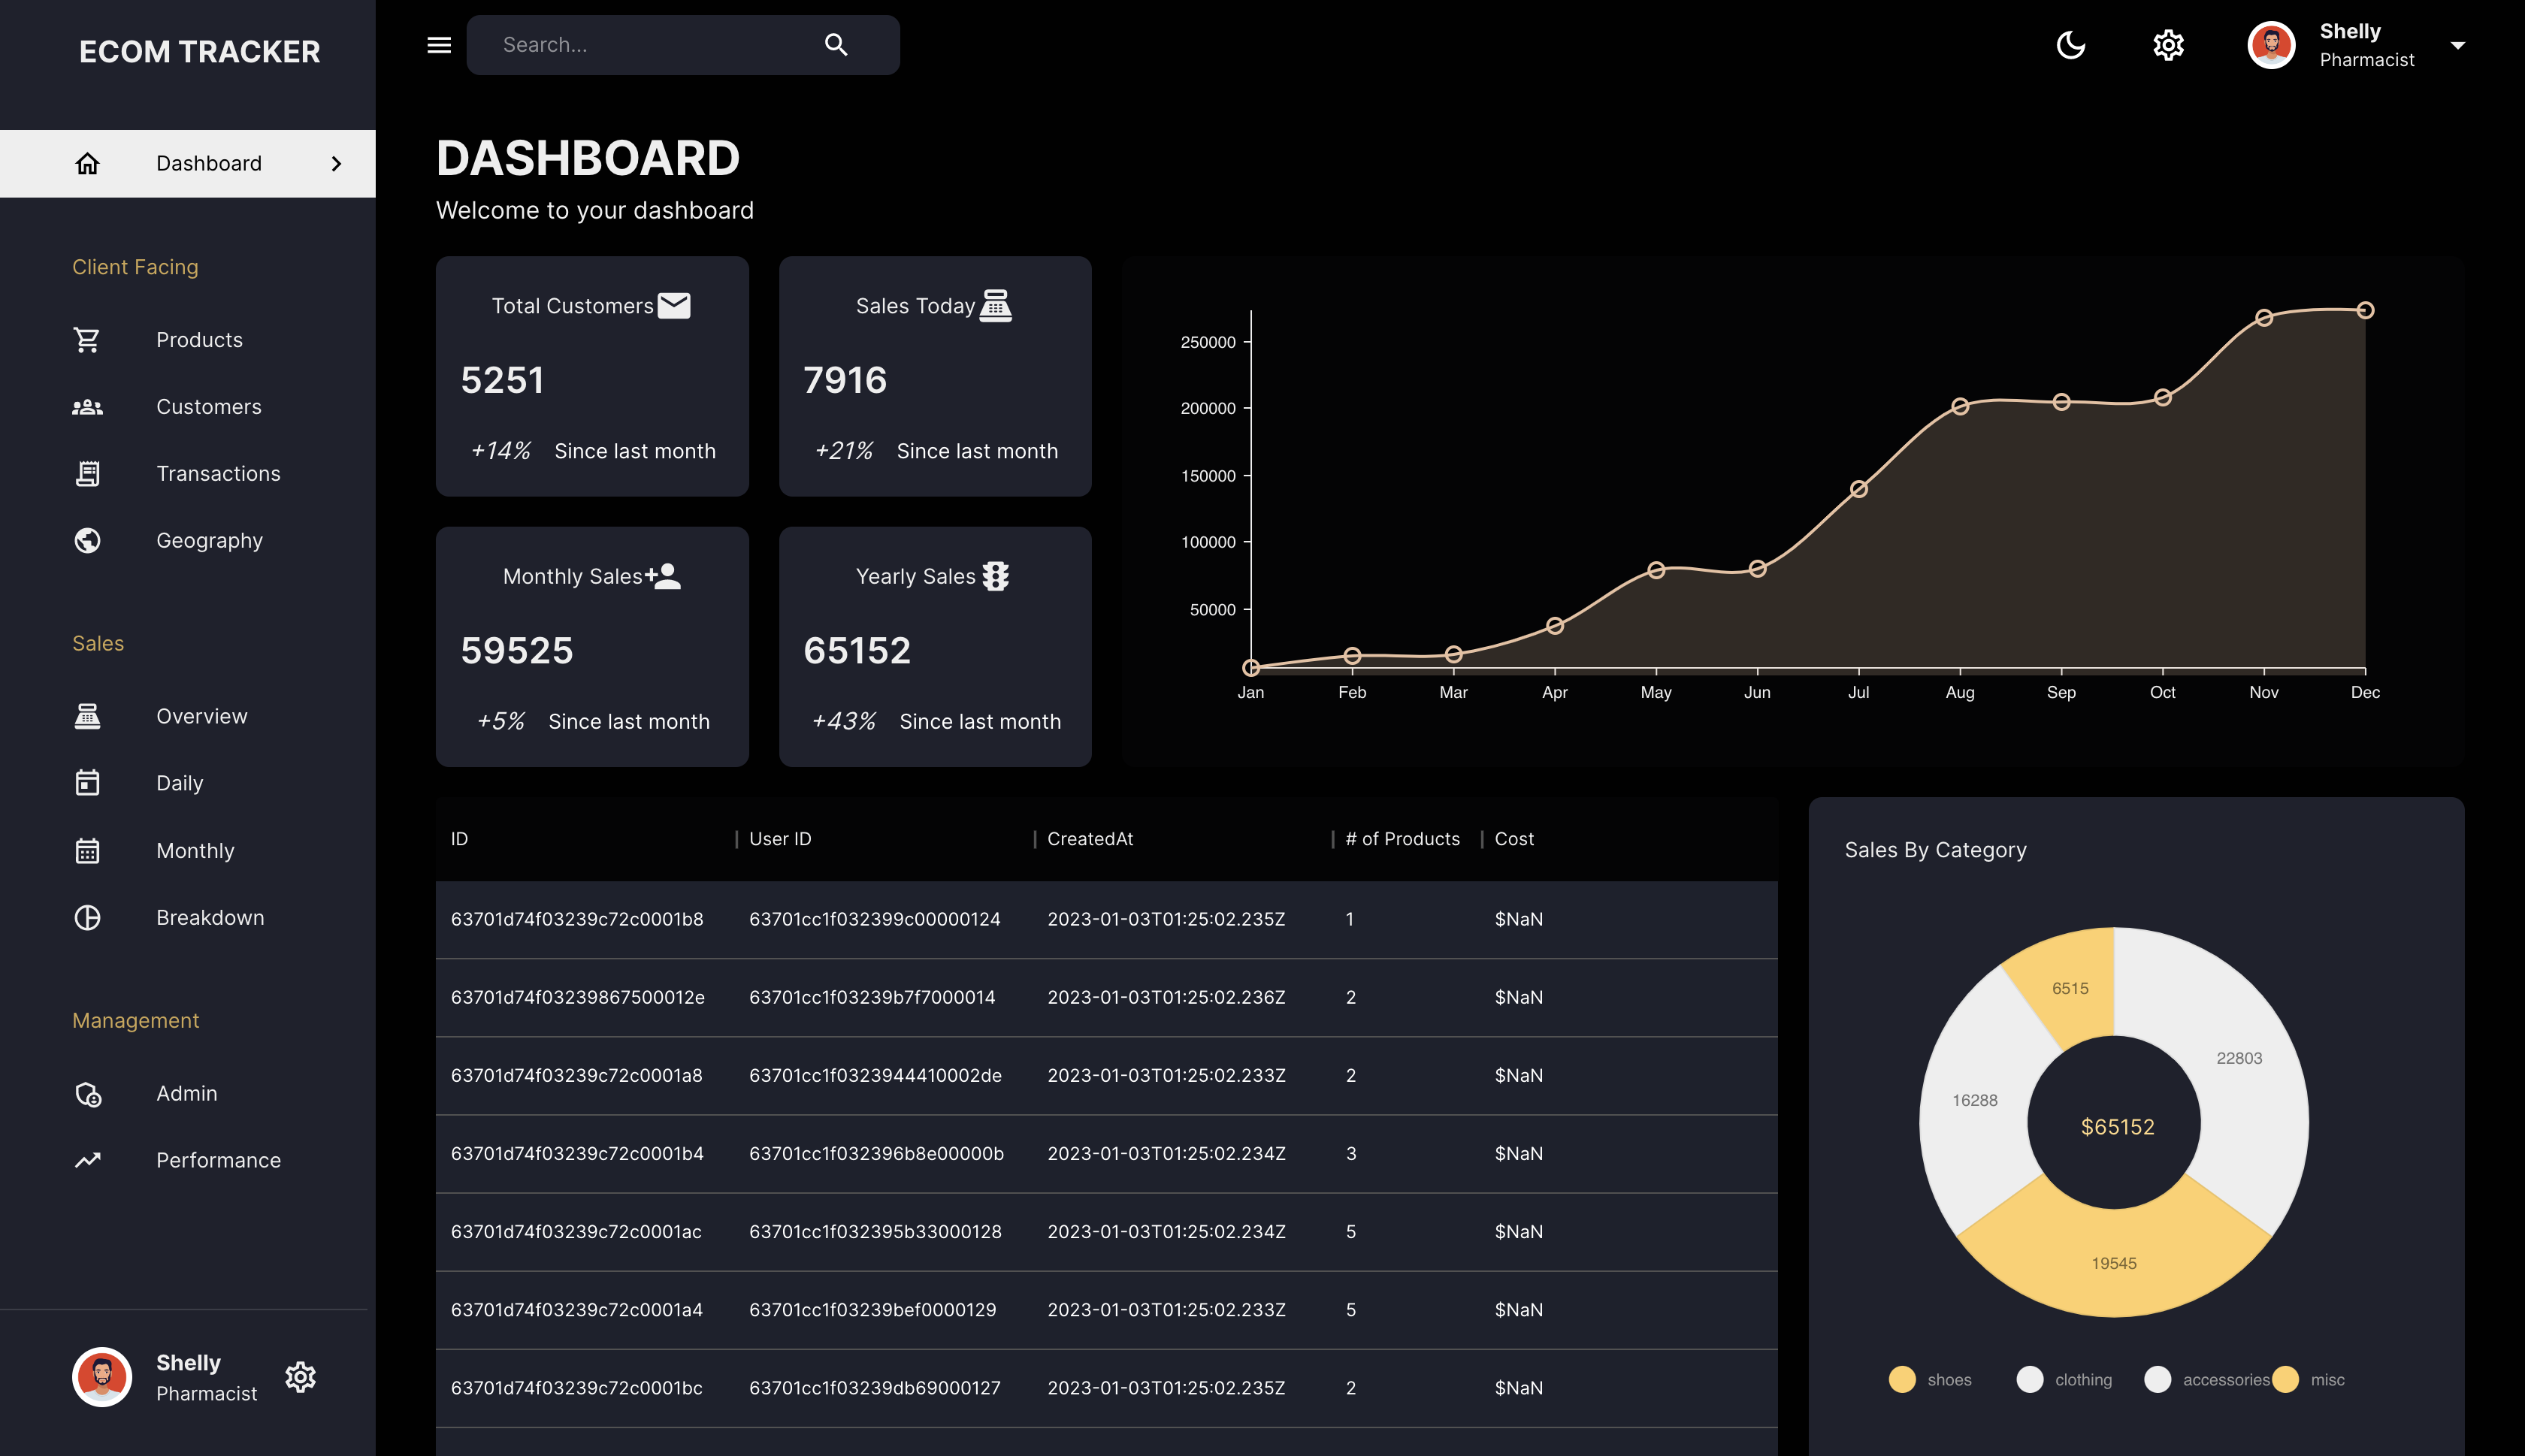 ECOM TRACKER
Dashboard
Client Facing
Products
Customers
Transactions
Geography
Sales
Overview
Daily
Monthly
Breakdown
Management
Admin
Performance
Shelly
Pharmacist
Search...
Shelly
Pharmacist
DASHBOARD
Welcome to your dashboard
Total Customers
5251
+14% Since last month
Sales Today
7916
+21% Since last month
Monthly Sales
59525
+5% Since last month
Yearly Sales
65152
+43% Since last month
250000
200000
150000
100000
50000
Jan Feb Mar Apr May Jun Jul Aug Sep Oct Nov Dec
ID User ID CreatedAt # of Products Cost
63701d74f03239c72c0001b8 63701cc1f032399c00000124 2023-01-03T01:25:02.235Z 1 $NaN
63701d74f03239867500012e 63701cc1f03239b7f7000014 2023-01-03T01:25:02.236Z 2 $NaN
63701d74f03239c72c0001a8 63701cc1f0323944410002de 2023-01-03T01:25:02.233Z 2 $NaN
63701d74f03239c72c0001b4 63701cc1f032396b8e00000b 2023-01-03T01:25:02.234Z 3 $NaN
63701d74f03239c72c0001ac 63701cc1f032395b33000128 2023-01-03T01:25:02.234Z 5 $NaN
63701d74f03239c72c0001a4 63701cc1f03239bef0000129 2023-01-03T01:25:02.233Z 5 $NaN
63701d74f03239c72c0001bc 63701cc1f03239db69000127 2023-01-03T01:25:02.235Z 2 $NaN
Sales By Category
6515
22803
16288
$65152
19545
shoes clothing accessories misc